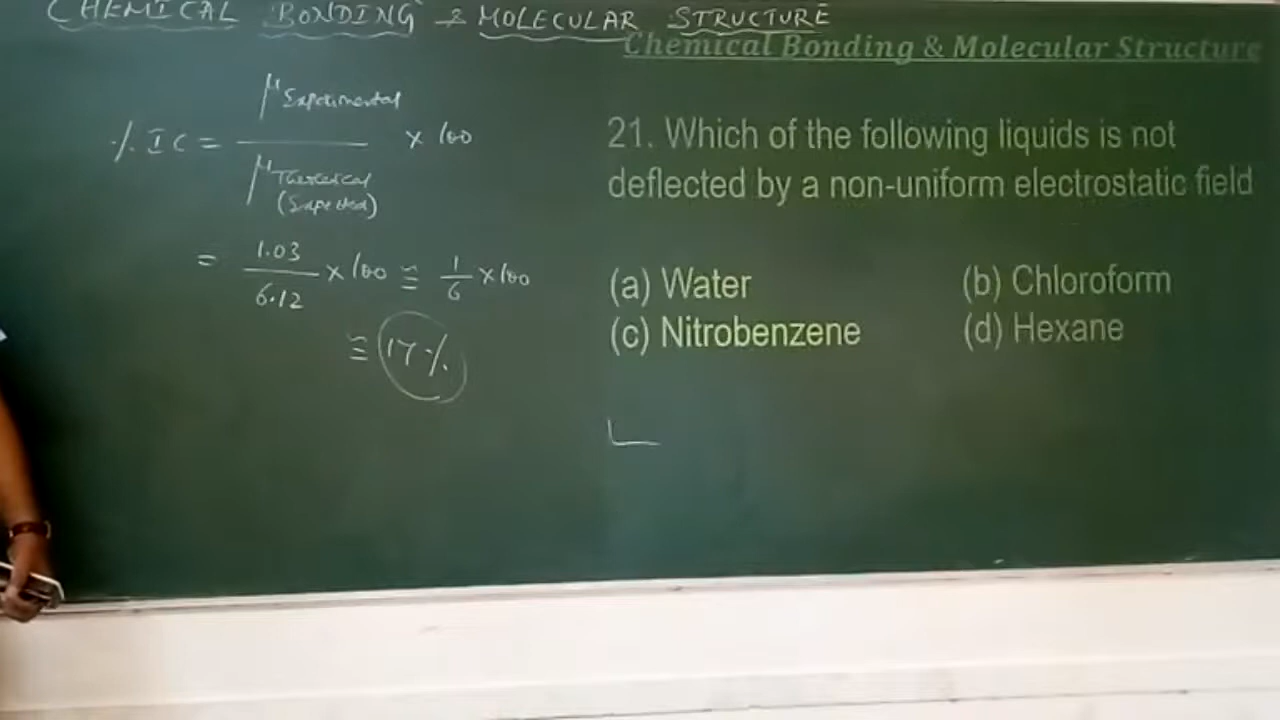 CHEMICAL BONDING & MOLECULAR STRUCTURE
Chemical Bonding & Molecular Structure
% IC = μ Experimental / μ Theoretical (Expected) × 100
= 1.03 / 6.12 × 100 ≅ 1/6 × 100
≅ 17%
21. Which of the following liquids is not
deflected by a non-uniform electrostatic field
(a) Water (b) Chloroform
(c) Nitrobenzene (d) Hexane